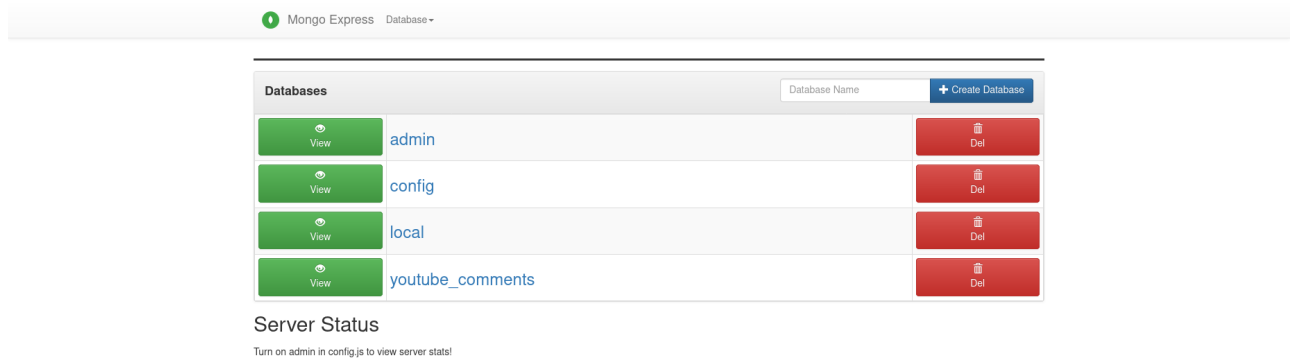 Mongo Express Database
Databases
Database Name
Create Database
View
admin
Del
View
config
Del
View
local
Del
View
youtube_comments
Del
Server Status
Turn on admin in config.js to view server stats!